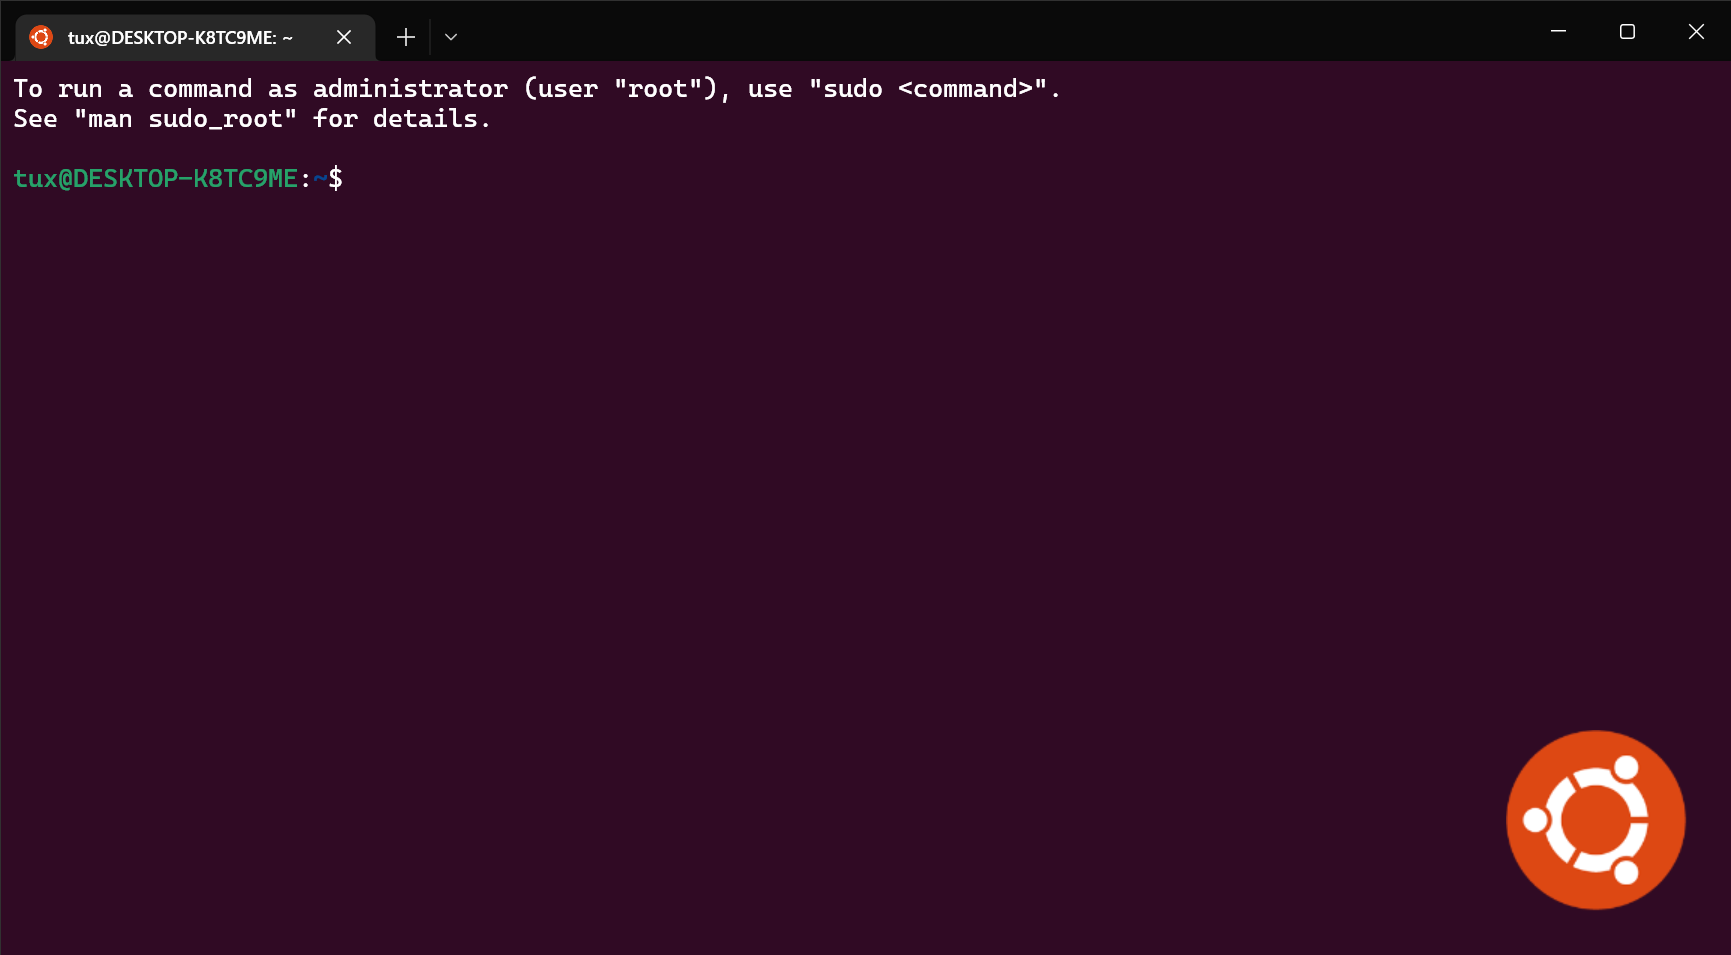 tux@DESKTOP-K8TC9ME: ~
To run a command as administrator (user "root"), use "sudo <command>".
See "man sudo_root" for details.
tux@DESKTOP-K8TC9ME:~$